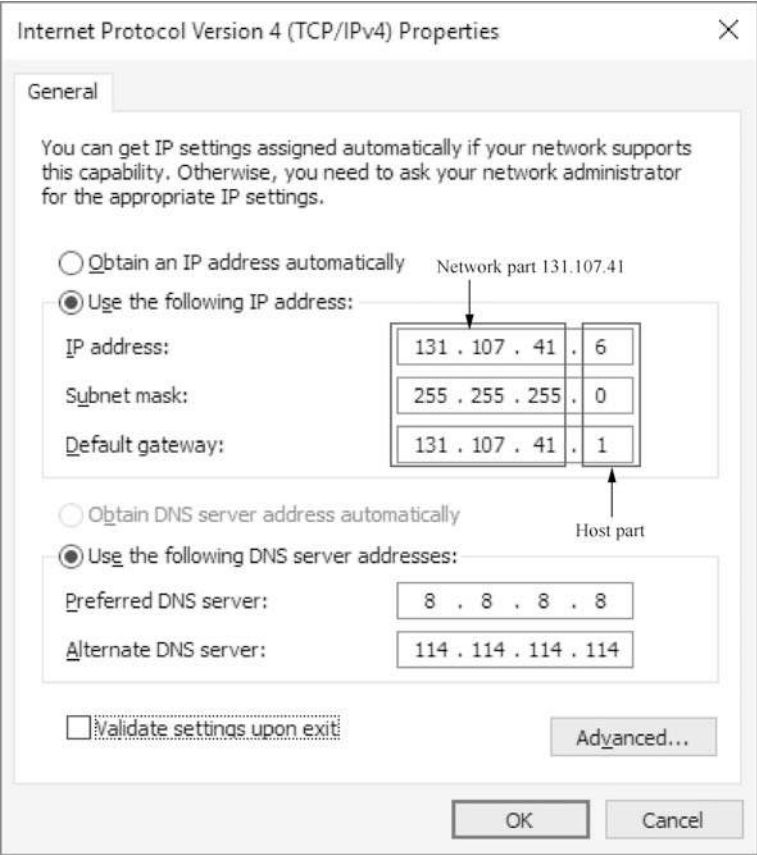 Internet Protocol Version 4 (TCP/IPv4) Properties
General
You can get IP settings assigned automatically if your network supports
this capability. Otherwise, you need to ask your network administrator
for the appropriate IP settings.
Obtain an IP address automatically
Network part 131.107.41
Use the following IP address:
IP address: 131 . 107 . 41 . 6
Subnet mask: 255 . 255 . 255 . 0
Default gateway: 131 . 107 . 41 . 1
Obtain DNS server address automatically
Host part
Use the following DNS server addresses:
Preferred DNS server: 8 . 8 . 8 . 8
Alternate DNS server: 114 . 114 . 114 . 114
Validate settings upon exit
Advanced...
OK Cancel